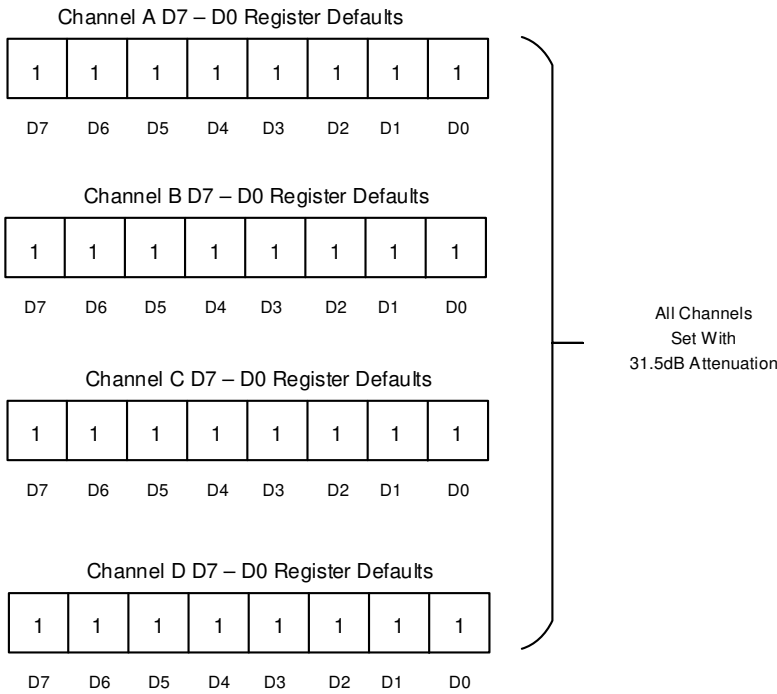 Channel A D7 – D0 Register Defaults
1 1 1 1 1 1 1 1
D7 D6 D5 D4 D3 D2 D1 D0
Channel B D7 – D0 Register Defaults
1 1 1 1 1 1 1 1
D7 D6 D5 D4 D3 D2 D1 D0
Channel C D7 – D0 Register Defaults
1 1 1 1 1 1 1 1
D7 D6 D5 D4 D3 D2 D1 D0
Channel D D7 – D0 Register Defaults
1 1 1 1 1 1 1 1
D7 D6 D5 D4 D3 D2 D1 D0
All Channels
Set With
31.5dB Attenuation